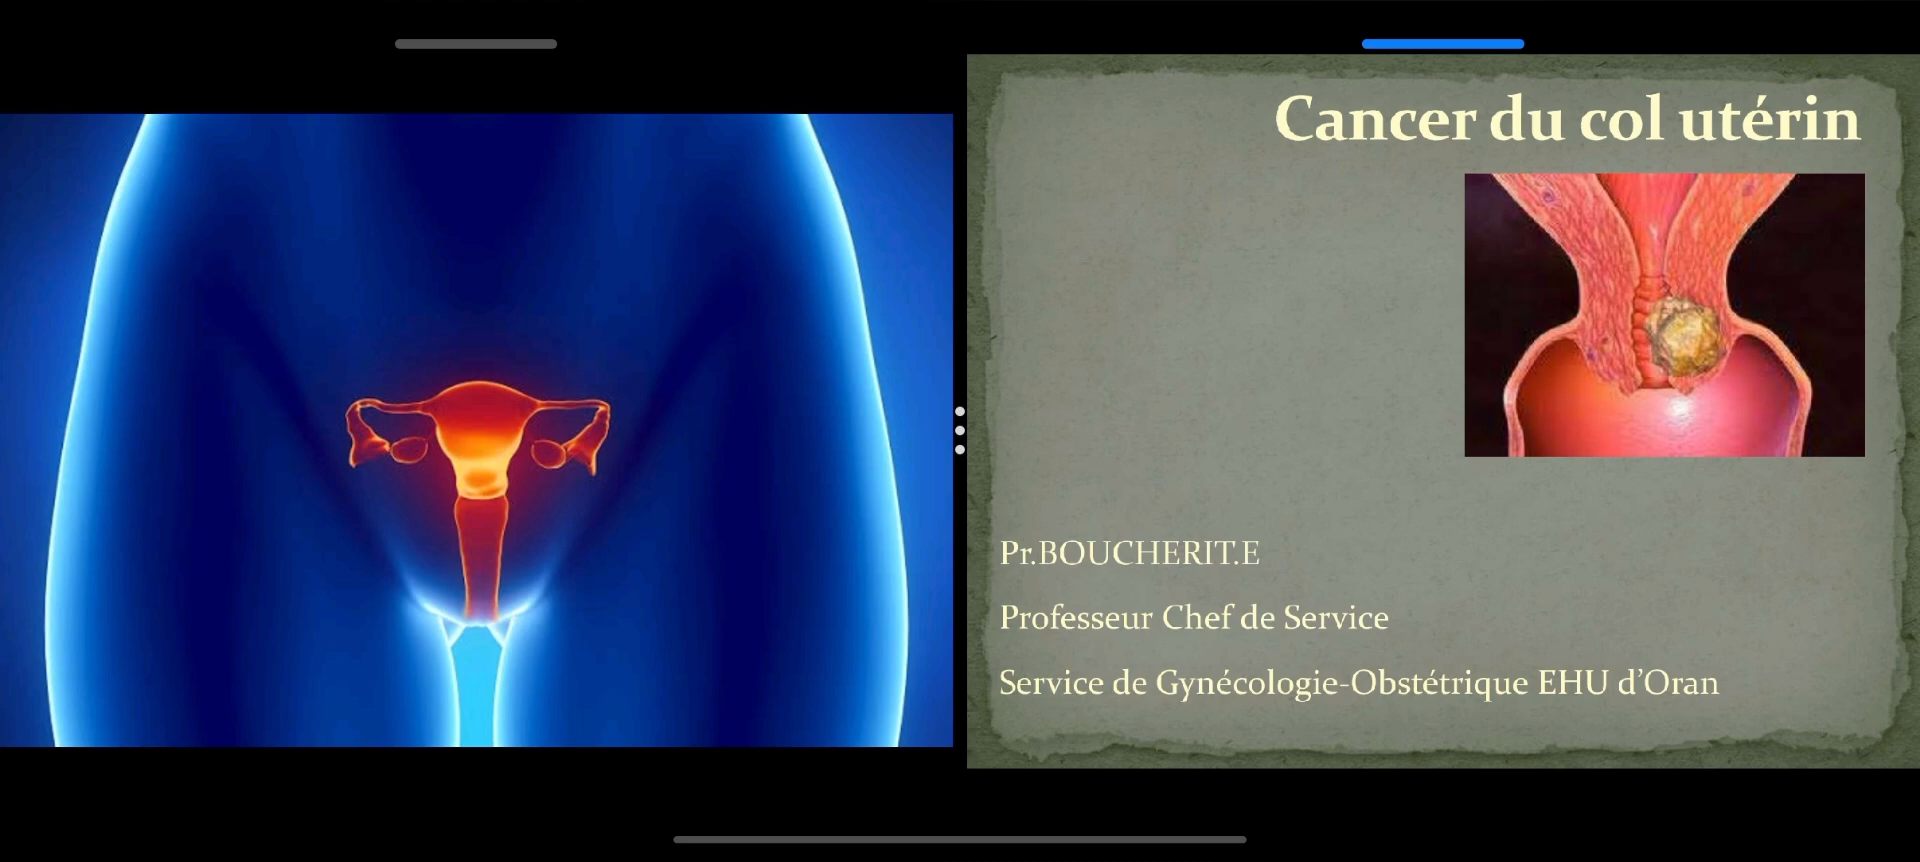 Cancer du col utérin
Pr.BOUCHERIT.E
Professeur Chef de Service
Service de Gynécologie-Obstétrique EHU d’Oran